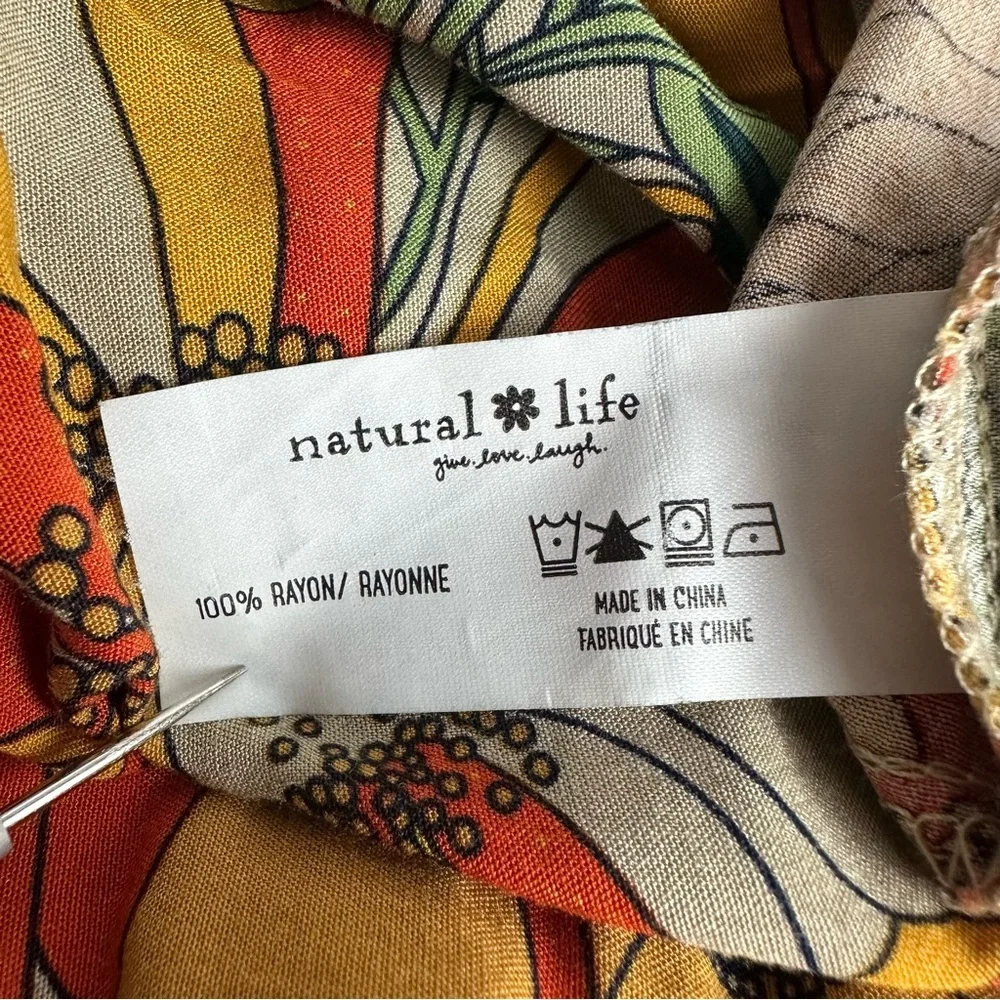 natural life
give.love.laugh.
100% RAYON/ RAYONNE
MADE IN CHINA
FABRIQUÉ EN CHINE